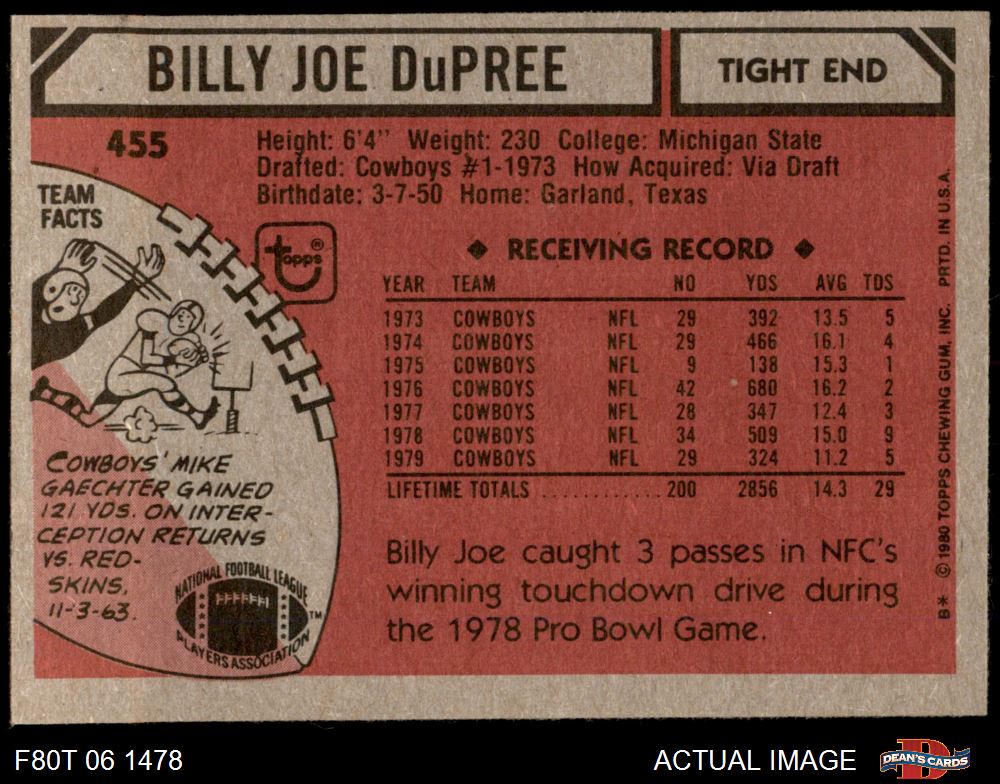 BILLY JOE DuPREE
TIGHT END
455
Height: 6'4" Weight: 230 College: Michigan State
Drafted: Cowboys #1-1973 How Acquired: Via Draft
Birthdate: 3-7-50 Home: Garland, Texas
TEAM
FACTS
topps®
◆ RECEIVING RECORD ◆
YEAR TEAM NO YDS AVG TDS
1973 COWBOYS NFL 29 392 13.5 5
1974 COWBOYS NFL 29 466 16.1 4
1975 COWBOYS NFL 9 138 15.3 1
1976 COWBOYS NFL 42 680 16.2 2
1977 COWBOYS NFL 28 347 12.4 3
1978 COWBOYS NFL 34 509 15.0 9
1979 COWBOYS NFL 29 324 11.2 5
LIFETIME TOTALS ............ 200 2856 14.3 29
COWBOYS' MIKE
GAECHTER GAINED
121 YDS. ON INTER-
CEPTION RETURNS
VS. RED-
SKINS,
11-3-63.
NATIONAL FOOTBALL LEAGUE
PLAYERS ASSOCIATION
TM
Billy Joe caught 3 passes in NFC's
winning touchdown drive during
the 1978 Pro Bowl Game.
B* © 1980 TOPPS CHEWING GUM, INC. PRTD. IN U.S.A.
F80T 06 1478
ACTUAL IMAGE
DEAN'S CARDS